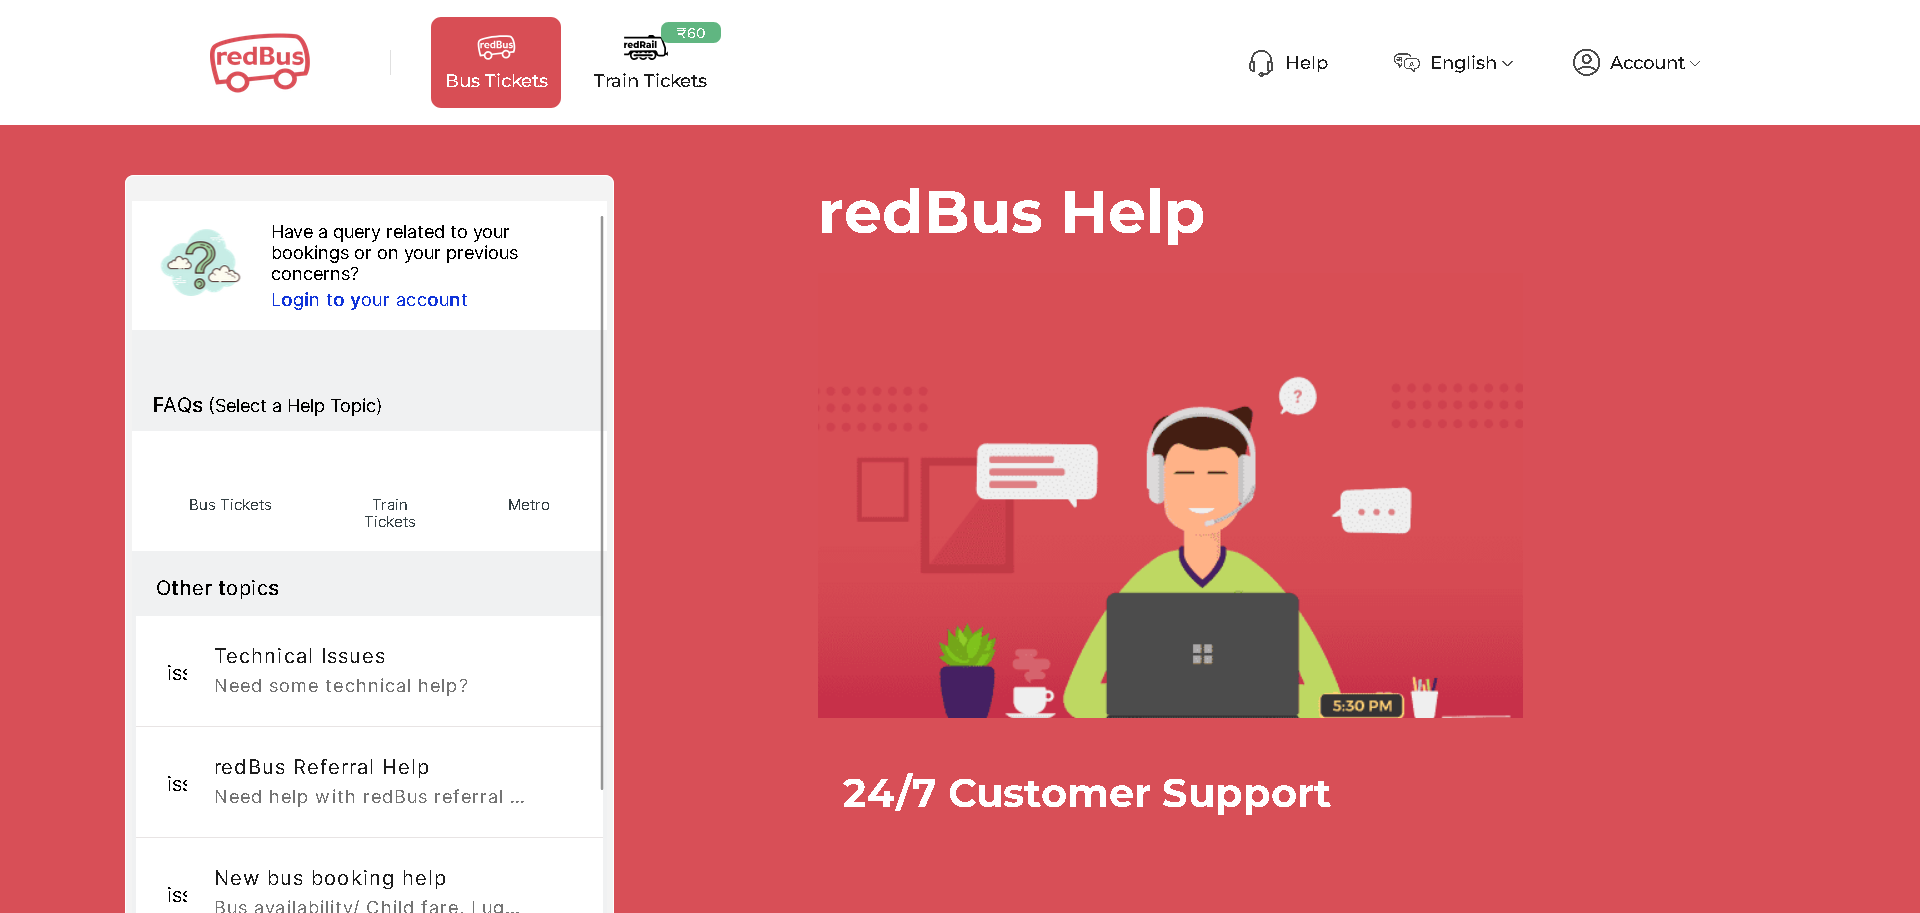 redBus
redBus
Bus Tickets
redRail
₹60
Train Tickets
Help
English
Account
Have a query related to your
bookings or on your previous
concerns?
Login to your account
FAQs (Select a Help Topic)
Bus Tickets
Train
Tickets
Metro
Other topics
iss
Technical Issues
Need some technical help?
iss
redBus Referral Help
Need help with redBus referral ...
iss
New bus booking help
Bus availability/ Child fare, Lug...
redBus Help
?
5:30 PM
24/7 Customer Support